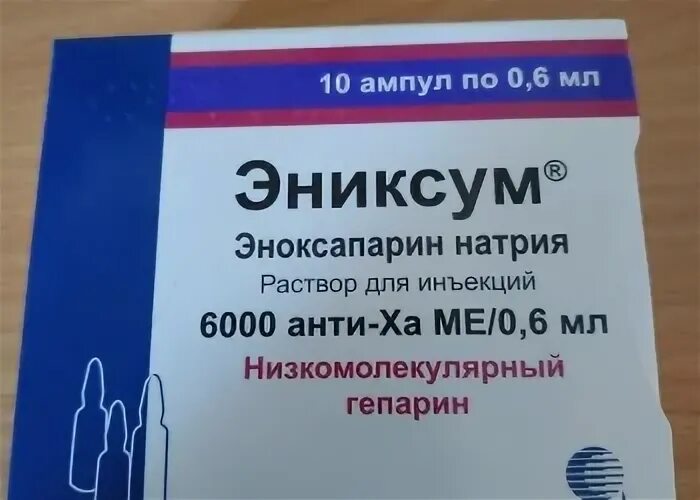 10 ампул по 0,6 мл
Эниксум®
Эноксапарин натрия
Раствор для инъекций
6000 анти-Ха МЕ/0,6 мл
Низкомолекулярный
гепарин